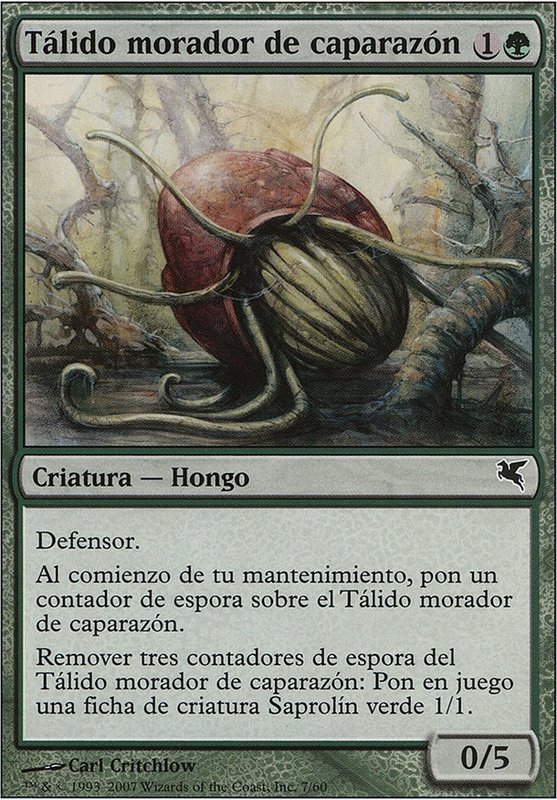 Tálido morador de caparazón 1
Criatura — Hongo
Defensor.
Al comienzo de tu mantenimiento, pon un
contador de espora sobre el Tálido morador
de caparazón.
Remover tres contadores de espora del
Tálido morador de caparazón: Pon en juego
una ficha de criatura Saprolín verde 1/1.
0/5
Carl Critchlow
™ & © 1993-2007 Wizards of the Coast, Inc. 7/60